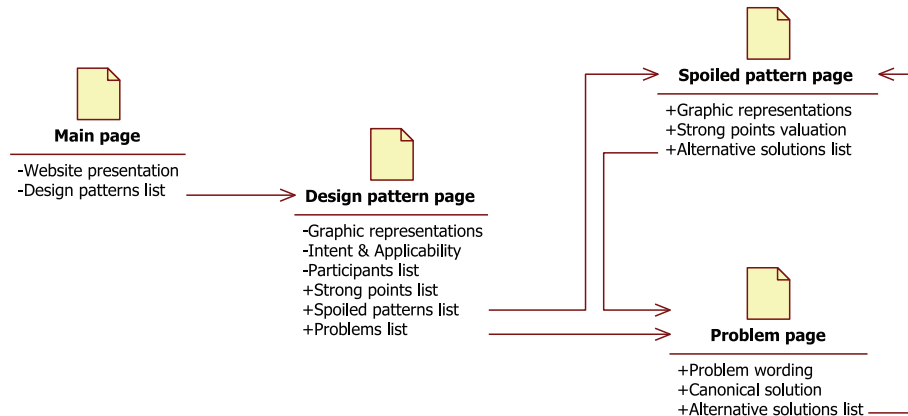 Main page
-Website presentation
-Design patterns list
Design pattern page
-Graphic representations
-Intent & Applicability
-Participants list
+Strong points list
+Spoiled patterns list
+Problems list
Spoiled pattern page
+Graphic representations
+Strong points valuation
+Alternative solutions list
Problem page
+Problem wording
+Canonical solution
+Alternative solutions list